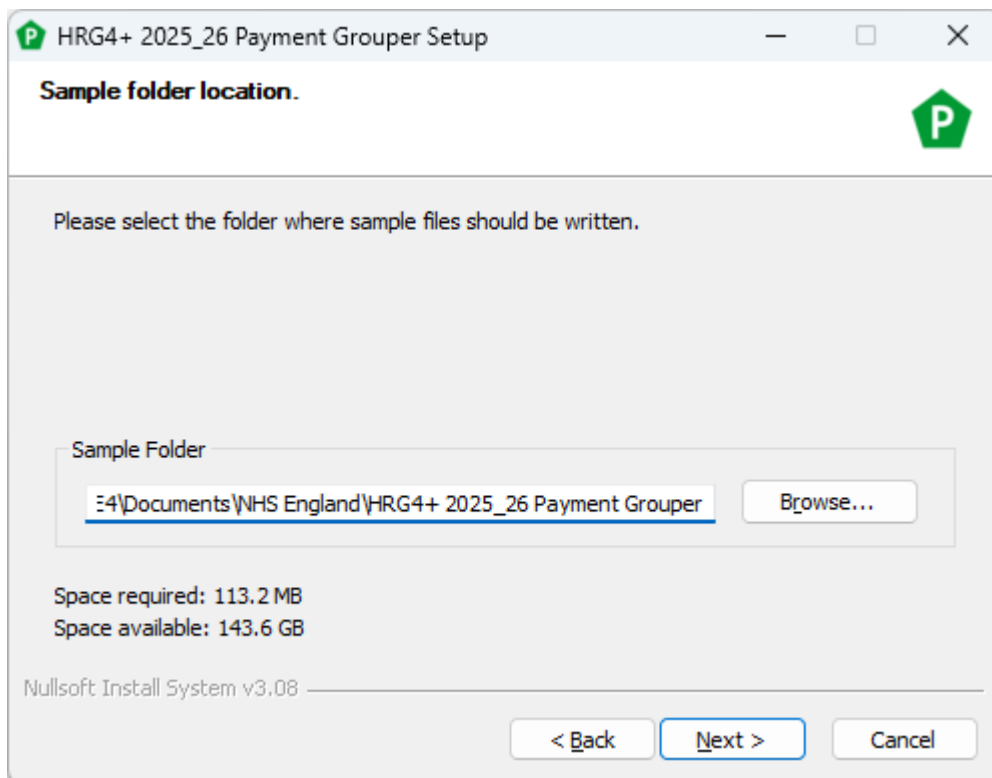 P HRG4+ 2025_26 Payment Grouper Setup
Sample folder location.
P
Please select the folder where sample files should be written.
Sample Folder
E4\Documents\NHS England\HRG4+ 2025_26 Payment Grouper
Browse...
Space required: 113.2 MB
Space available: 143.6 GB
Nullsoft Install System v3.08
< Back
Next >
Cancel